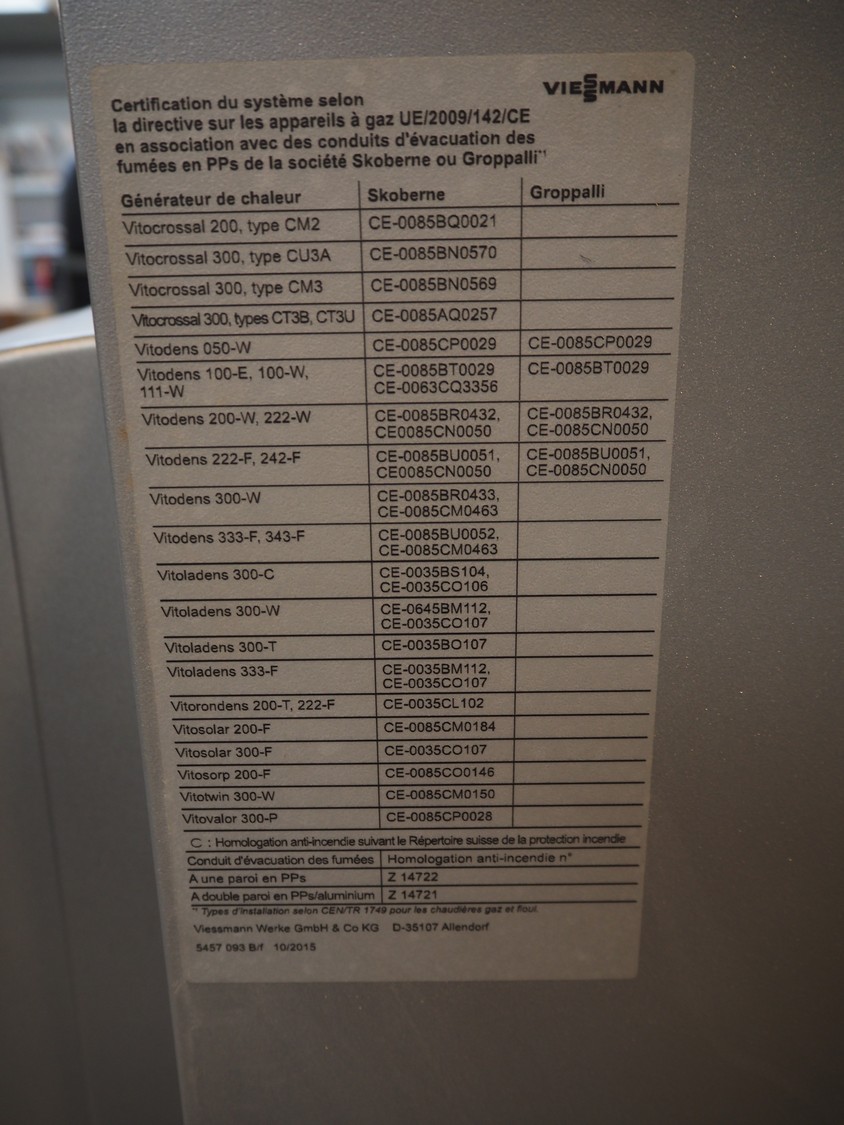 VIESSMANN
Certification du système selon
la directive sur les appareils à gaz UE/2009/142/CE
en association avec des conduits d'évacuation des
fumées en PPs de la société Skoberne ou Groppalli*1
Générateur de chaleur Skoberne Groppalli
Vitocrossal 200, type CM2 CE-0085BQ0021
Vitocrossal 300, type CU3A CE-0085BN0570
Vitocrossal 300, type CM3 CE-0085BN0569
Vitocrossal 300, types CT3B, CT3U CE-0085AQ0257
Vitodens 050-W CE-0085CP0029 CE-0085CP0029
Vitodens 100-E, 100-W, CE-0085BT0029 CE-0085BT0029
111-W CE-0063CQ3356
Vitodens 200-W, 222-W CE-0085BR0432, CE-0085BR0432,
CE0085CN0050 CE-0085CN0050
Vitodens 222-F, 242-F CE-0085BU0051, CE-0085BU0051,
CE0085CN0050 CE-0085CN0050
Vitodens 300-W CE-0085BR0433,
CE-0085CM0463
Vitodens 333-F, 343-F CE-0085BU0052,
CE-0085CM0463
Vitoladens 300-C CE-0035BS104,
CE-0035CO106
Vitoladens 300-W CE-0645BM112,
CE-0035CO107
Vitoladens 300-T CE-0035BO107
Vitoladens 333-F CE-0035BM112,
CE-0035CO107
Vitorondens 200-T, 222-F CE-0035CL102
Vitosolar 200-F CE-0085CM0184
Vitosolar 300-F CE-0035CO107
Vitosorp 200-F CE-0085CO0146
Vitotwin 300-W CE-0085CM0150
Vitovalor 300-P CE-0085CP0028
C : Homologation anti-incendie suivant le Répertoire suisse de la protection incendie
Conduit d'évacuation des fumées Homologation anti-incendie n°
A une paroi en PPs Z 14722
A double paroi en PPs/aluminium Z 14721
*1 Types d'installation selon CEN/TR 1749 pour les chaudières gaz et fioul.
Viessmann Werke GmbH & Co KG D-35107 Allendorf
5457 093 B/f 10/2015